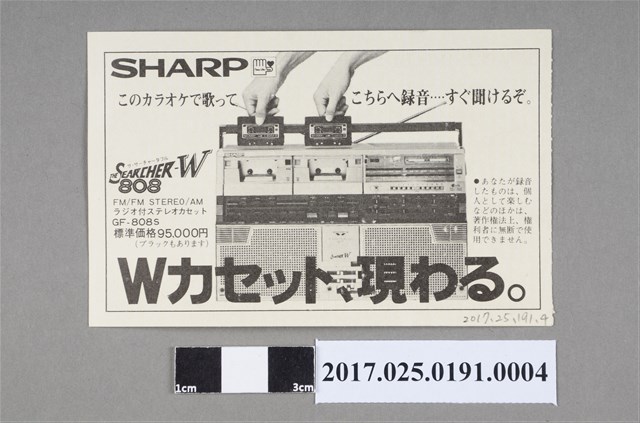 SHARP
このカラオケで歌って こちらへ録音‥‥すぐ聞けるぞ。
THE SEARCHER-W
808
FM/FM STEREO/AM
ラジオ付ステレオカセット
GF-808S
標準価格95,000円
(ブラックもあります)
●あなたが録音
したものは、個
人として楽しむ
などのほかは、
著作権法上、権
利者に無断で使
用できません。
Wカセット、現わる。
2017.25.191.4
1cm 3cm
2017.025.0191.0004